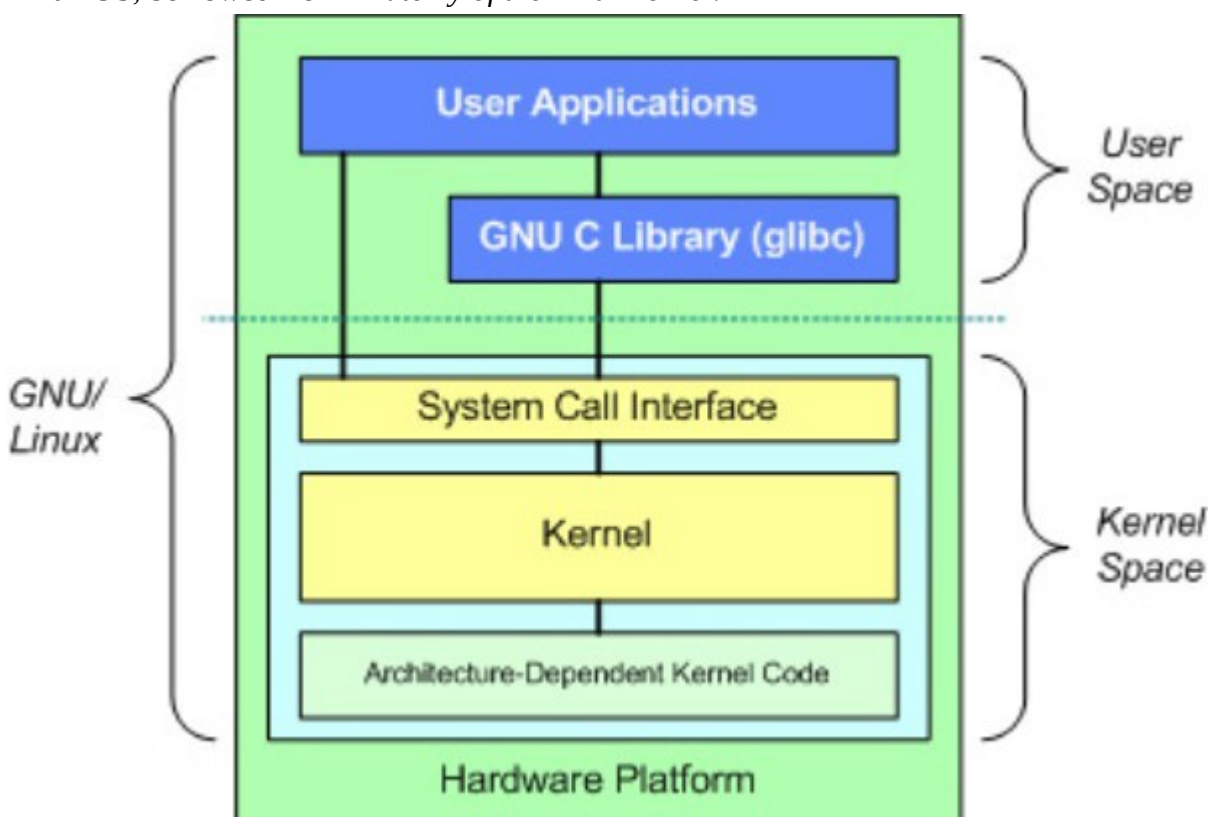 User Applications
User
Space
GNU C Library (glibc)
GNU/
Linux
System Call Interface
Kernel
Kernel
Space
Architecture-Dependent Kernel Code
Hardware Platform